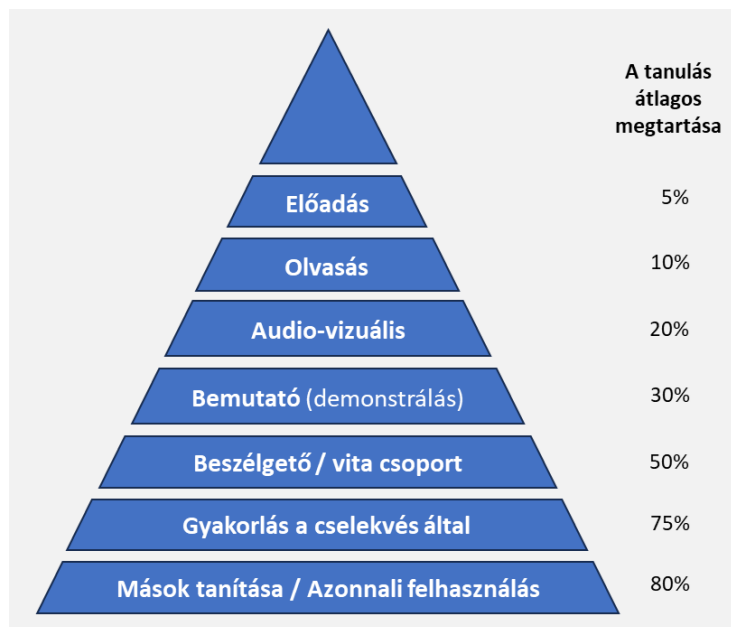 A tanulás
átlagos
megtartása
Előadás 5%
Olvasás 10%
Audio-vizuális 20%
Bemutató (demonstrálás) 30%
Beszélgető / vita csoport 50%
Gyakorlás a cselekvés által 75%
Mások tanítása / Azonnali felhasználás 80%